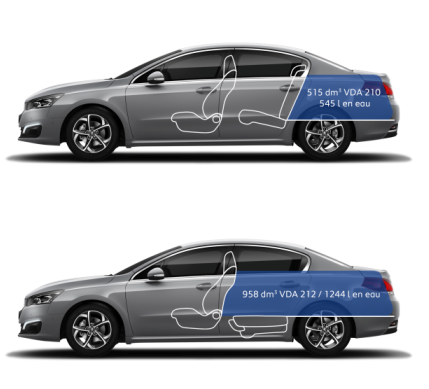 515 dm³ VDA 210
545 l en eau
958 dm³ VDA 212 / 1244 l en eau